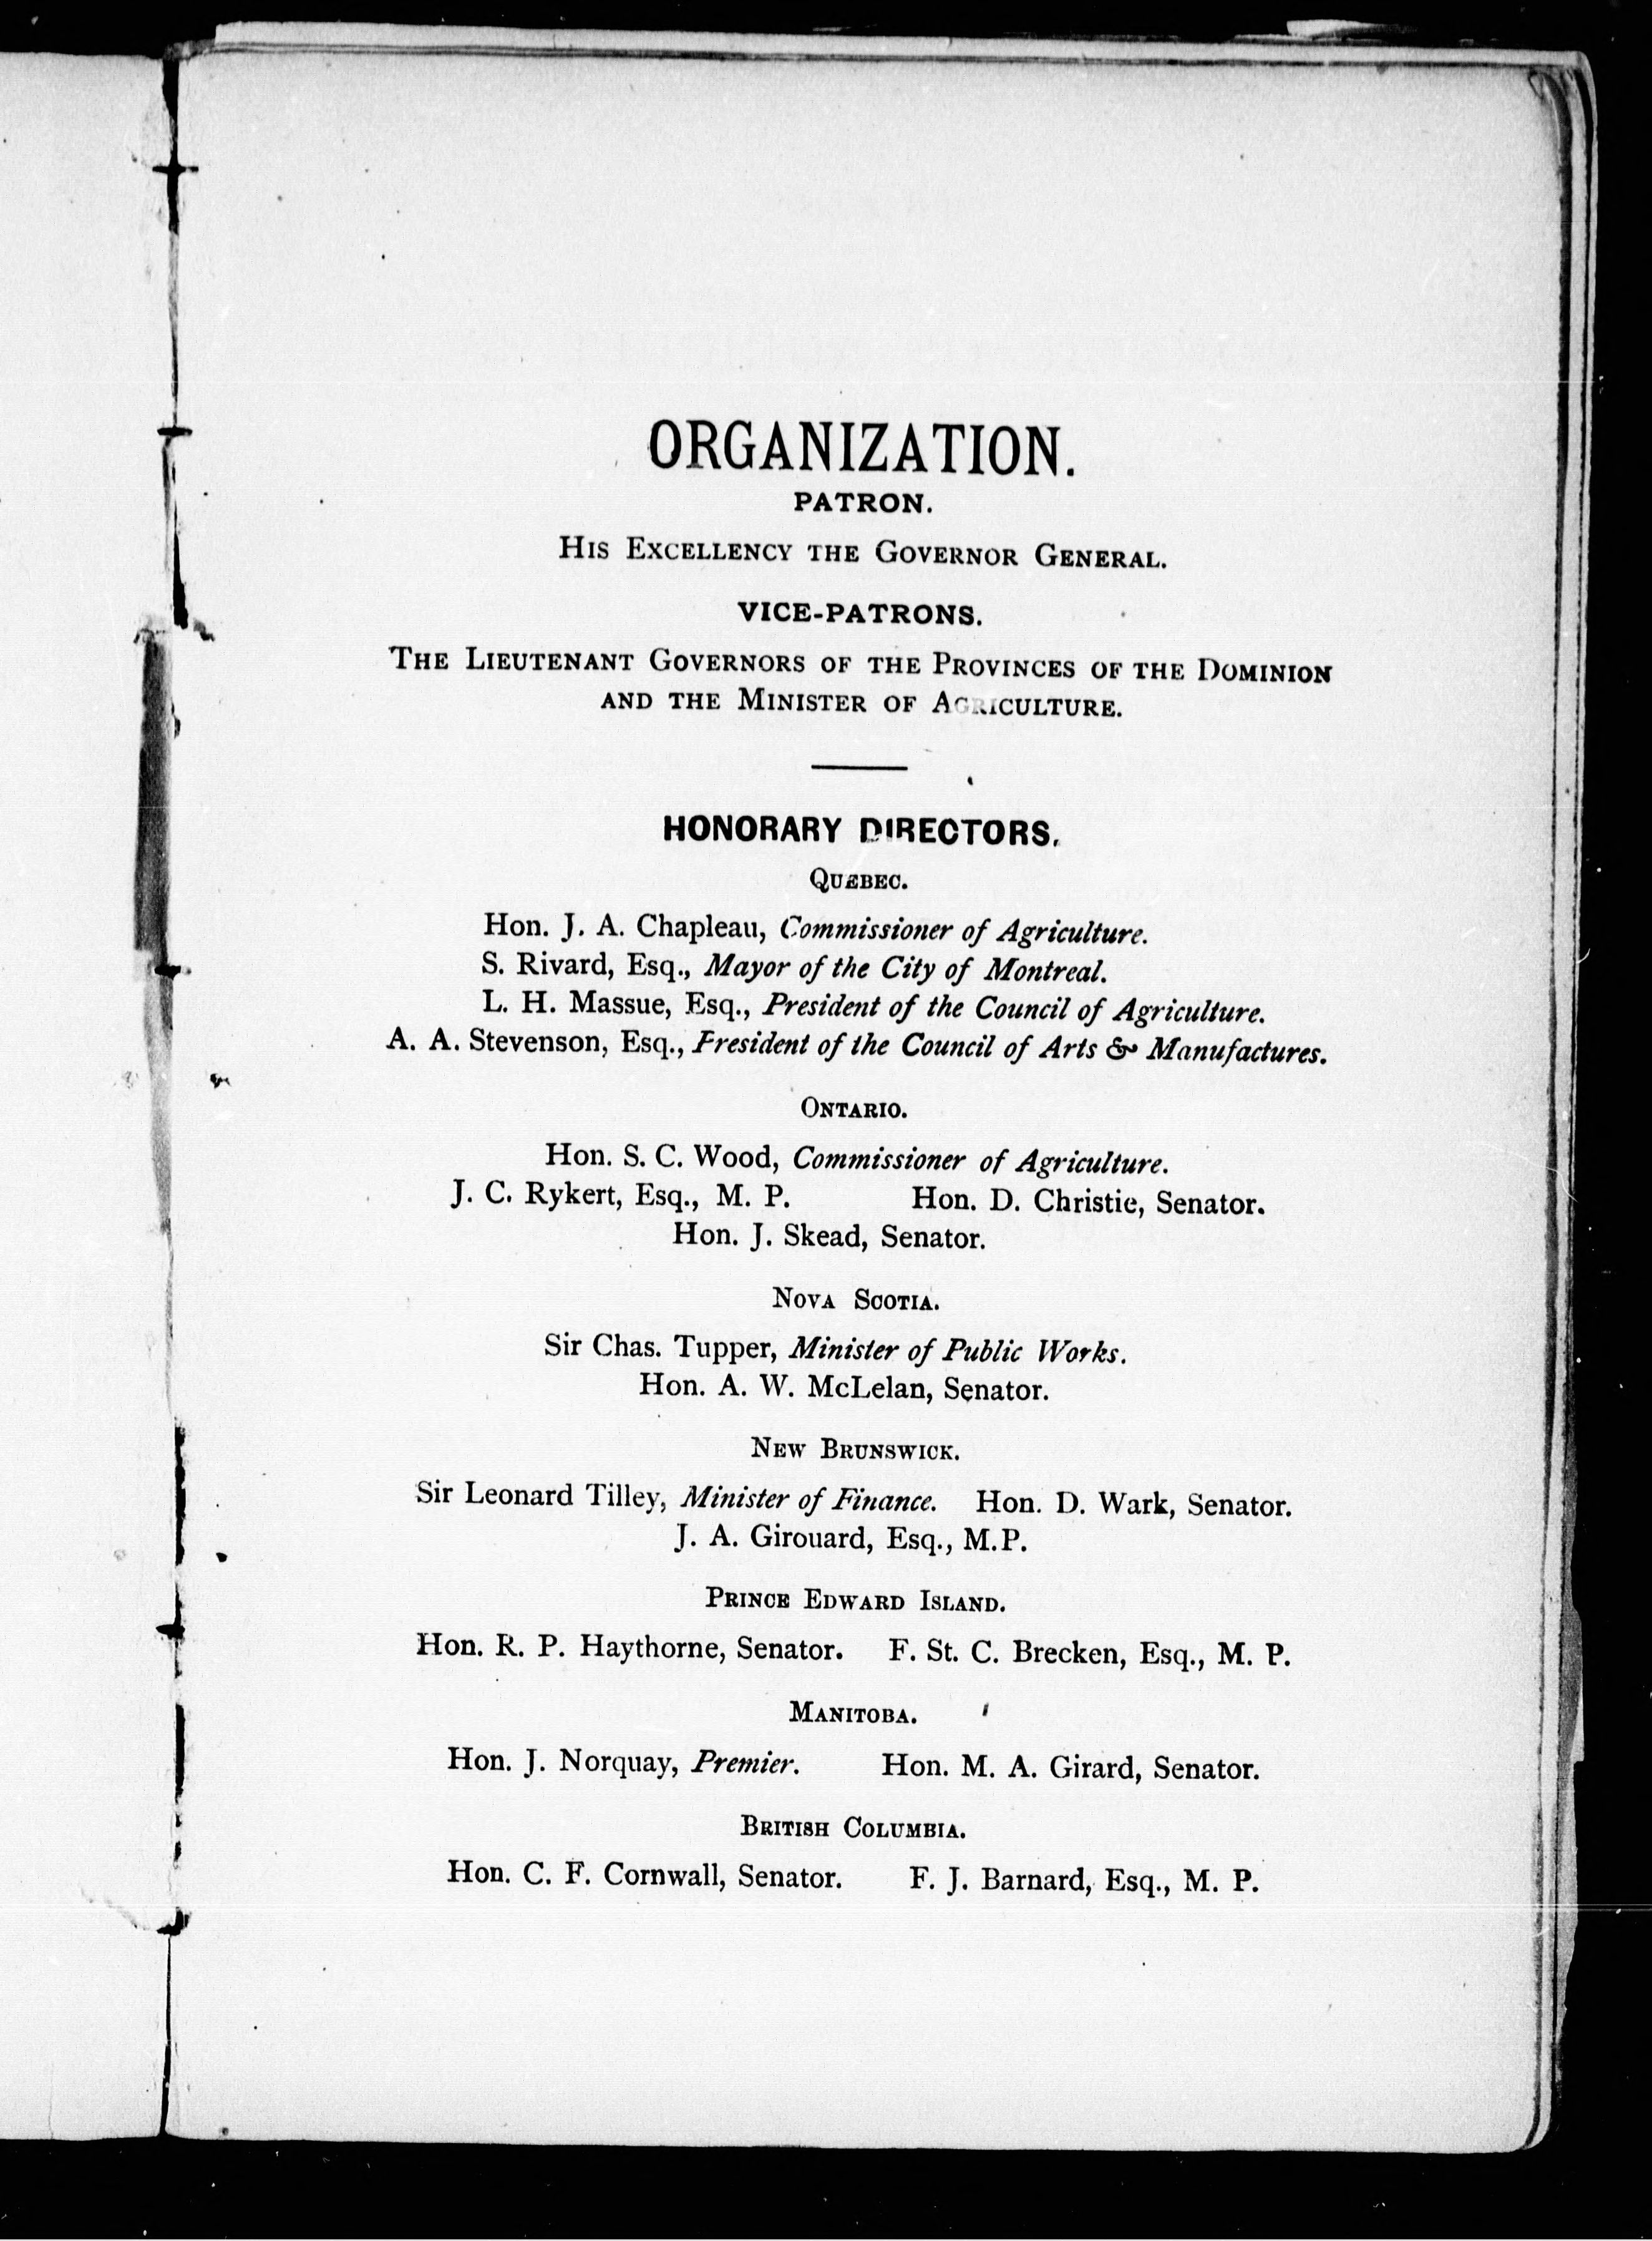 ORGANIZATION.
PATRON.
HIS EXCELLENCY THE GOVERNOR GENERAL.
VICE-PATRONS.
THE LIEUTENANT GOVERNORS OF THE PROVINCES OF THE DOMINION
AND THE MINISTER OF AGRICULTURE.
HONORARY DIRECTORS.
QUEBEC.
Hon. J. A. Chapleau, Commissioner of Agriculture.
S. Rivard, Esq., Mayor of the City of Montreal.
L. H. Massue, Esq., President of the Council of Agriculture.
A. A. Stevenson, Esq., President of the Council of Arts & Manufactures.
ONTARIO.
Hon. S. C. Wood, Commissioner of Agriculture.
J. C. Rykert, Esq., M. P. Hon. D. Christie, Senator.
Hon. J. Skead, Senator.
NOVA SCOTIA.
Sir Chas. Tupper, Minister of Public Works.
Hon. A. W. McLelan, Senator.
NEW BRUNSWICK.
Sir Leonard Tilley, Minister of Finance. Hon. D. Wark, Senator.
J. A. Girouard, Esq., M.P.
PRINCE EDWARD ISLAND.
Hon. R. P. Haythorne, Senator. F. St. C. Brecken, Esq., M. P.
MANITOBA.
Hon. J. Norquay, Premier. Hon. M. A. Girard, Senator.
BRITISH COLUMBIA.
Hon. C. F. Cornwall, Senator. F. J. Barnard, Esq., M. P.